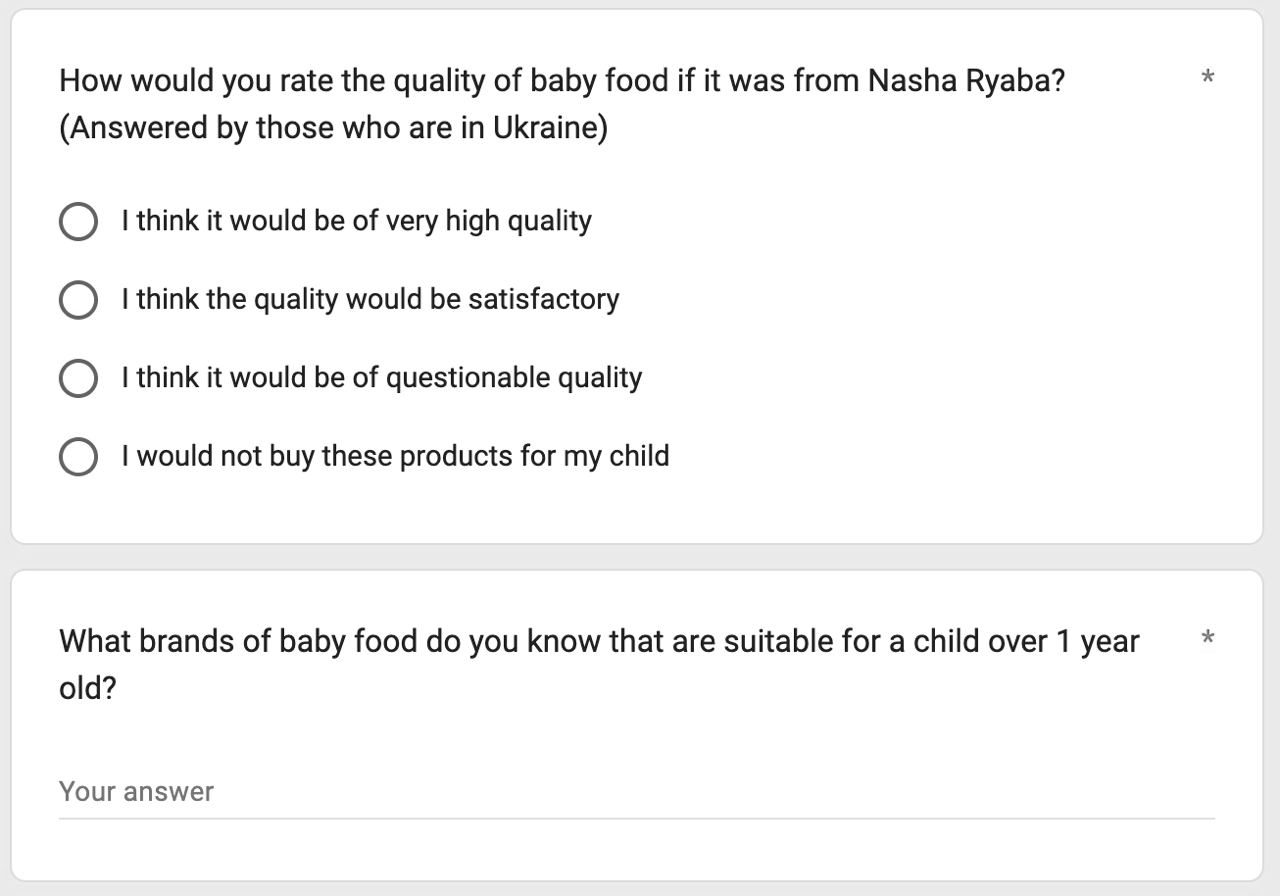 How would you rate the quality of baby food if it was from Nasha Ryaba? *
(Answered by those who are in Ukraine)
I think it would be of very high quality
I think the quality would be satisfactory
I think it would be of questionable quality
I would not buy these products for my child
What brands of baby food do you know that are suitable for a child over 1 year *
old?
Your answer